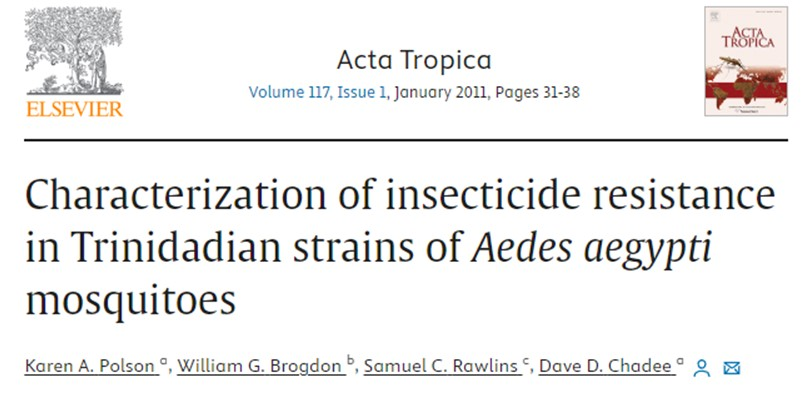 ELSEVIER
Acta Tropica
Volume 117, Issue 1, January 2011, Pages 31-38
ACTA
TROPICA
Characterization of insecticide resistance
in Trinidadian strains of Aedes aegypti
mosquitoes
Karen A. Polson a, William G. Brogdon b, Samuel C. Rawlins c, Dave D. Chadee a